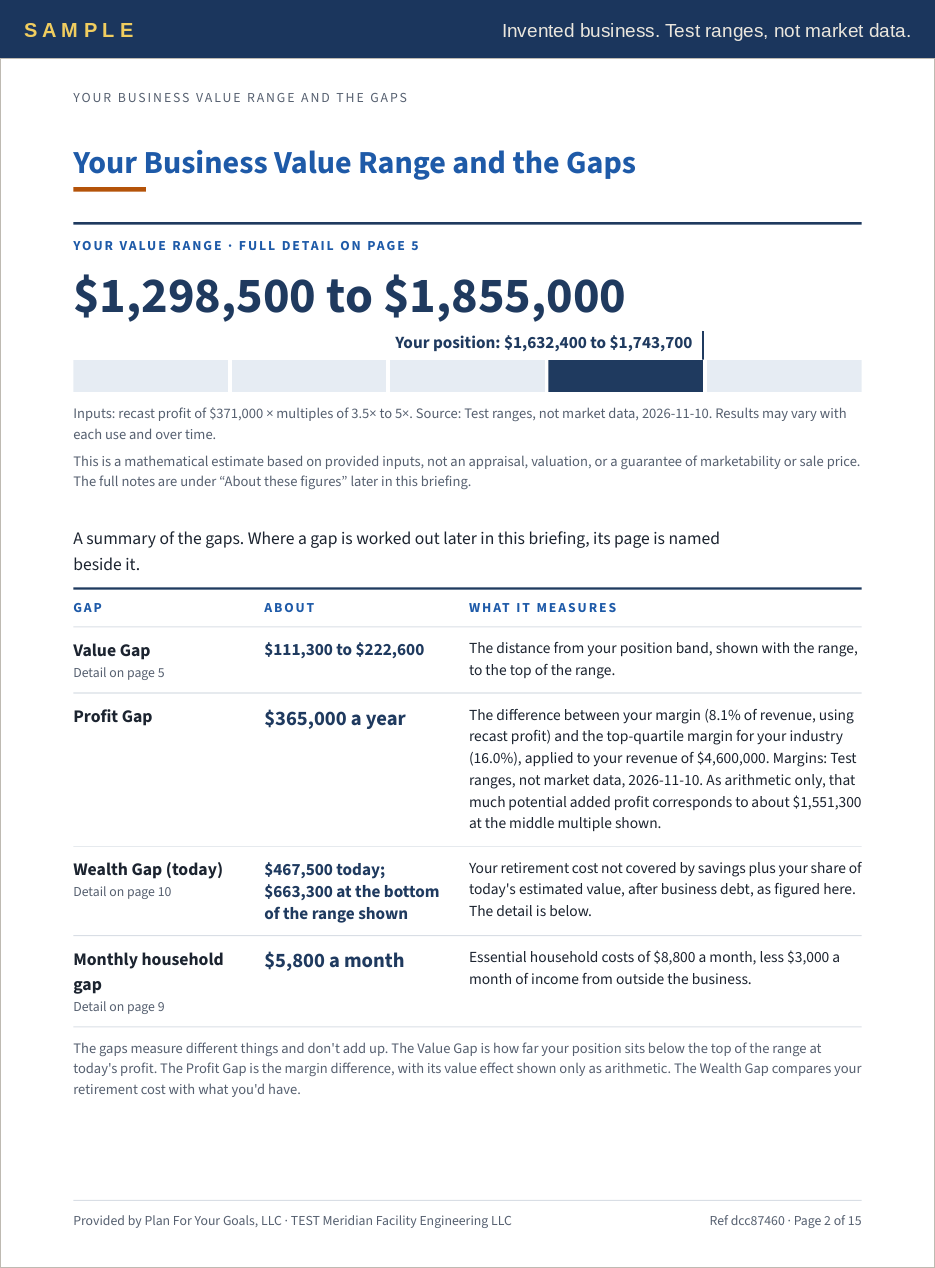 SAMPLE
Invented business. Test ranges, not market data.
YOUR BUSINESS VALUE RANGE AND THE GAPS
Your Business Value Range and the Gaps
YOUR VALUE RANGE · FULL DETAIL ON PAGE 5
$1,298,500 to $1,855,000
Your position: $1,632,400 to $1,743,700
Inputs: recast profit of $371,000 × multiples of 3.5× to 5×. Source: Test ranges, not market data, 2026-11-10. Results may vary with
each use and over time.
This is a mathematical estimate based on provided inputs, not an appraisal, valuation, or a guarantee of marketability or sale price.
The full notes are under “About these figures” later in this briefing.
A summary of the gaps. Where a gap is worked out later in this briefing, its page is named
beside it.
GAP
ABOUT
WHAT IT MEASURES
Value Gap
Detail on page 5
$111,300 to $222,600
The distance from your position band, shown with the range,
to the top of the range.
Profit Gap
$365,000 a year
The difference between your margin (8.1% of revenue, using
recast profit) and the top-quartile margin for your industry
(16.0%), applied to your revenue of $4,600,000. Margins: Test
ranges, not market data, 2026-11-10. As arithmetic only, that
much potential added profit corresponds to about $1,551,300
at the middle multiple shown.
Wealth Gap (today)
Detail on page 10
$467,500 today;
$663,300 at the bottom
of the range shown
Your retirement cost not covered by savings plus your share of
today's estimated value, after business debt, as figured here.
The detail is below.
Monthly household
gap
Detail on page 9
$5,800 a month
Essential household costs of $8,800 a month, less $3,000 a
month of income from outside the business.
The gaps measure different things and don't add up. The Value Gap is how far your position sits below the top of the range at
today's profit. The Profit Gap is the margin difference, with its value effect shown only as arithmetic. The Wealth Gap compares your
retirement cost with what you'd have.
Provided by Plan For Your Goals, LLC · TEST Meridian Facility Engineering LLC
Ref dcc87460 · Page 2 of 15